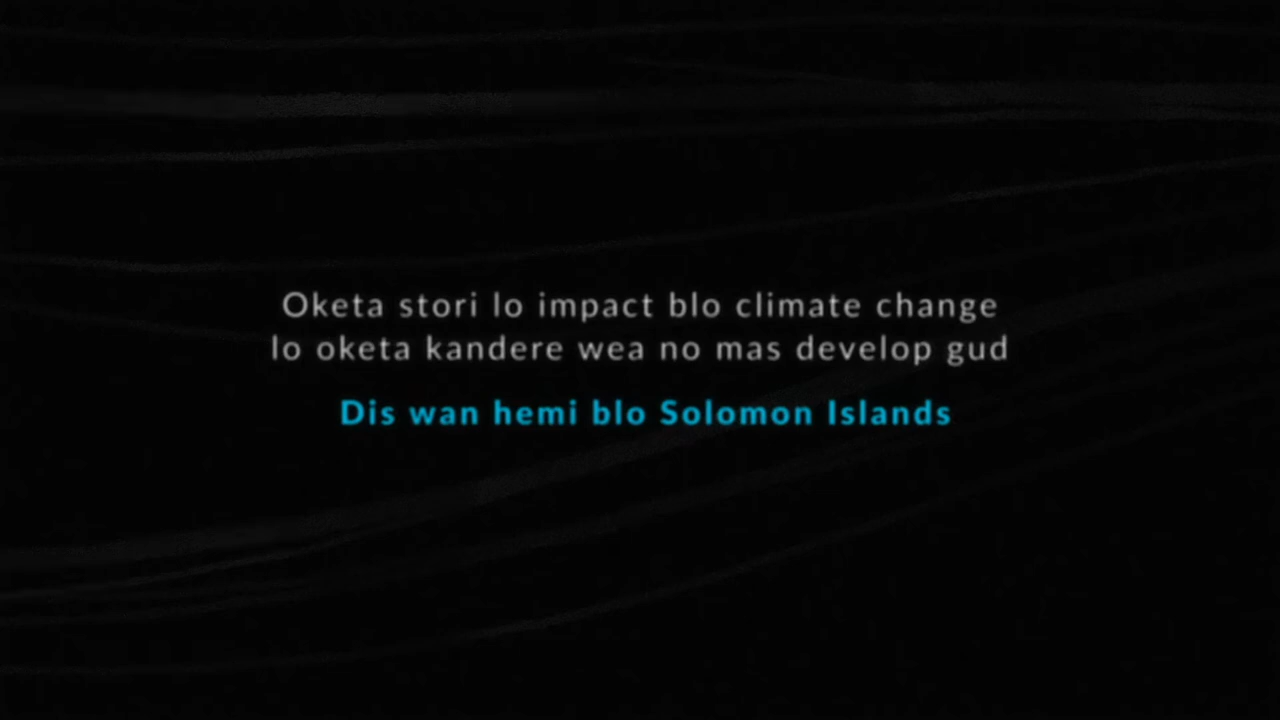 Oketa stori lo impact blo climate change
lo oketa kandere wea no mas develop gud
Dis wan hemi blo Solomon Islands